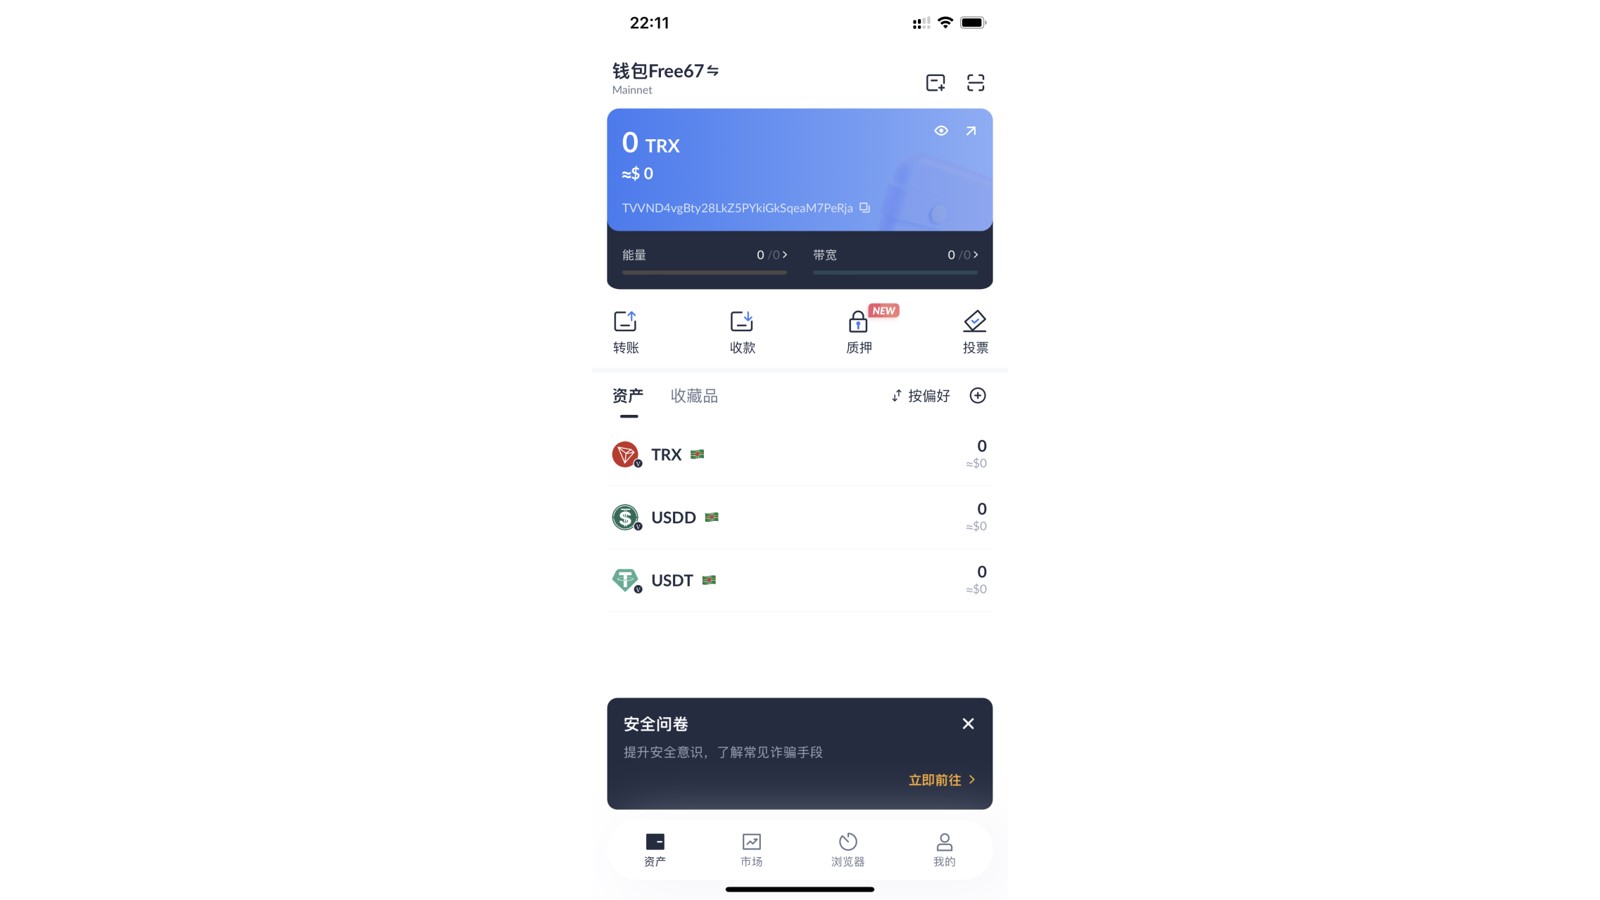 22:11
钱包Free67
Mainnet
0 TRX
≈$ 0
TVVND4vgBty28LkZ5PYkiGkSqeaM7PeRja
能量 0 /0 带宽 0 /0
NEW
转账 收款 质押 投票
资产 收藏品 按偏好
TRX 0
≈$0
USDD 0
≈$0
USDT 0
≈$0
安全问卷
提升安全意识，了解常见诈骗手段
立即前往
资产 市场 浏览器 我的